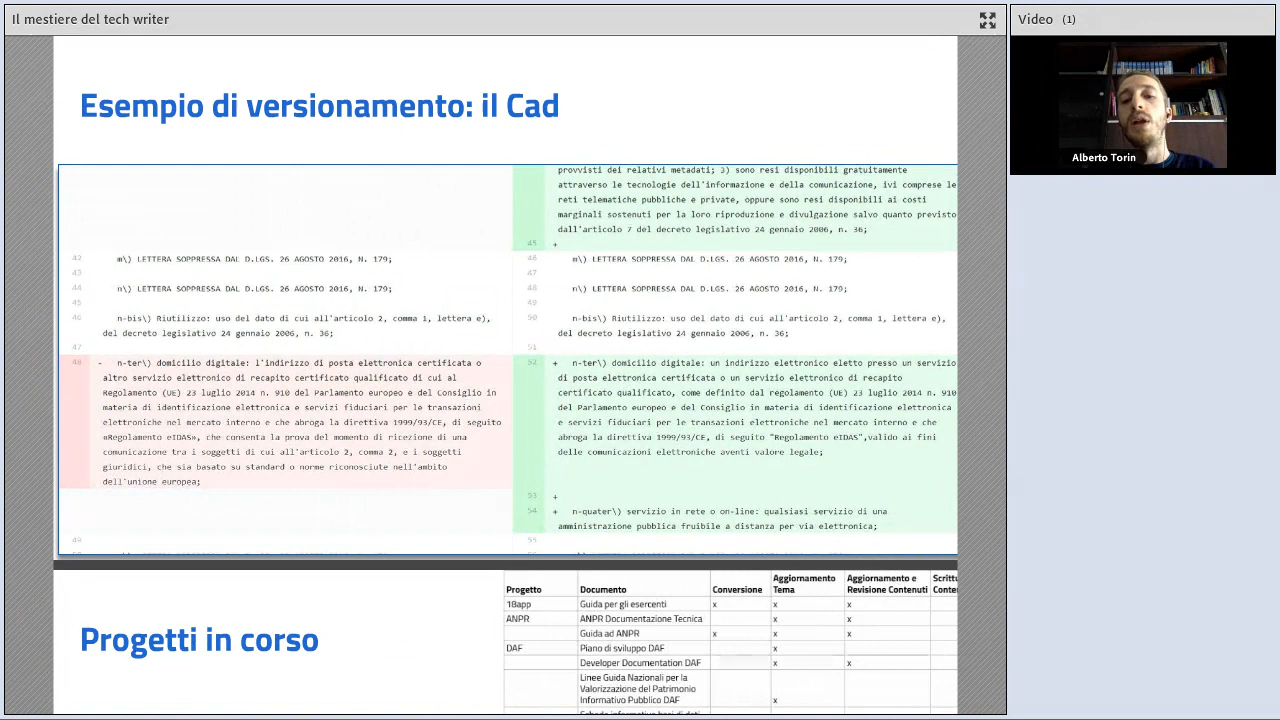 Il mestiere del tech writer
Video (1)
Alberto Torin
Esempio di versionamento: il Cad
provvisti dei relativi metadati; 3) sono resi disponibili gratuitamente
attraverso le tecnologie dell'informazione e della comunicazione, ivi comprese le
reti telematiche pubbliche e private, oppure sono resi disponibili ai costi
marginali sostenuti per la loro riproduzione e divulgazione salvo quanto previsto
dall'articolo 7 del decreto legislativo 24 gennaio 2006, n. 36;
45 +
42 m\) LETTERA SOPPRESSA DAL D.LGS. 26 AGOSTO 2016, N. 179;
43
44 n\) LETTERA SOPPRESSA DAL D.LGS. 26 AGOSTO 2016, N. 179;
45
46 n-bis\) Riutilizzo: uso del dato di cui all'articolo 2, comma 1, lettera e),
del decreto legislativo 24 gennaio 2006, n. 36;
47
48 - n-ter\) domicilio digitale: l'indirizzo di posta elettronica certificata o
altro servizio elettronico di recapito certificato qualificato di cui al
Regolamento (UE) 23 luglio 2014 n. 910 del Parlamento europeo e del Consiglio in
materia di identificazione elettronica e servizi fiduciari per le transazioni
elettroniche nel mercato interno e che abroga la direttiva 1999/93/CE, di seguito
«Regolamento eIDAS», che consenta la prova del momento di ricezione di una
comunicazione tra i soggetti di cui all'articolo 2, comma 2, e i soggetti
giuridici, che sia basato su standard o norme riconosciute nell'ambito
dell'unione europea;
49
46 m\) LETTERA SOPPRESSA DAL D.LGS. 26 AGOSTO 2016, N. 179;
47
48 n\) LETTERA SOPPRESSA DAL D.LGS. 26 AGOSTO 2016, N. 179;
49
50 n-bis\) Riutilizzo: uso del dato di cui all'articolo 2, comma 1, lettera e),
del decreto legislativo 24 gennaio 2006, n. 36;
51
52 + n-ter\) domicilio digitale: un indirizzo elettronico eletto presso un servizio
di posta elettronica certificata o un servizio elettronico di recapito
certificato qualificato, come definito dal regolamento (UE) 23 luglio 2014 n. 910
del Parlamento europeo e del Consiglio in materia di identificazione elettronica
e servizi fiduciari per le transazioni elettroniche nel mercato interno e che
abroga la direttiva 1999/93/CE, di seguito "Regolamento eIDAS",valido ai fini
delle comunicazioni elettroniche aventi valore legale;
53 +
54 + n-quater\) servizio in rete o on-line: qualsiasi servizio di una
amministrazione pubblica fruibile a distanza per via elettronica;
55
Progetti in corso
Progetto Documento Conversione Aggiornamento Tema Aggiornamento e Revisione Contenuti
18app Guida per gli esercenti x x x
ANPR ANPR Documentazione Tecnica x x
Guida ad ANPR x x x
DAF Piano di sviluppo DAF x
Developer Documentation DAF x x
Linee Guida Nazionali per la
Valorizzazione del Patrimonio
Informativo Pubblico DAF x